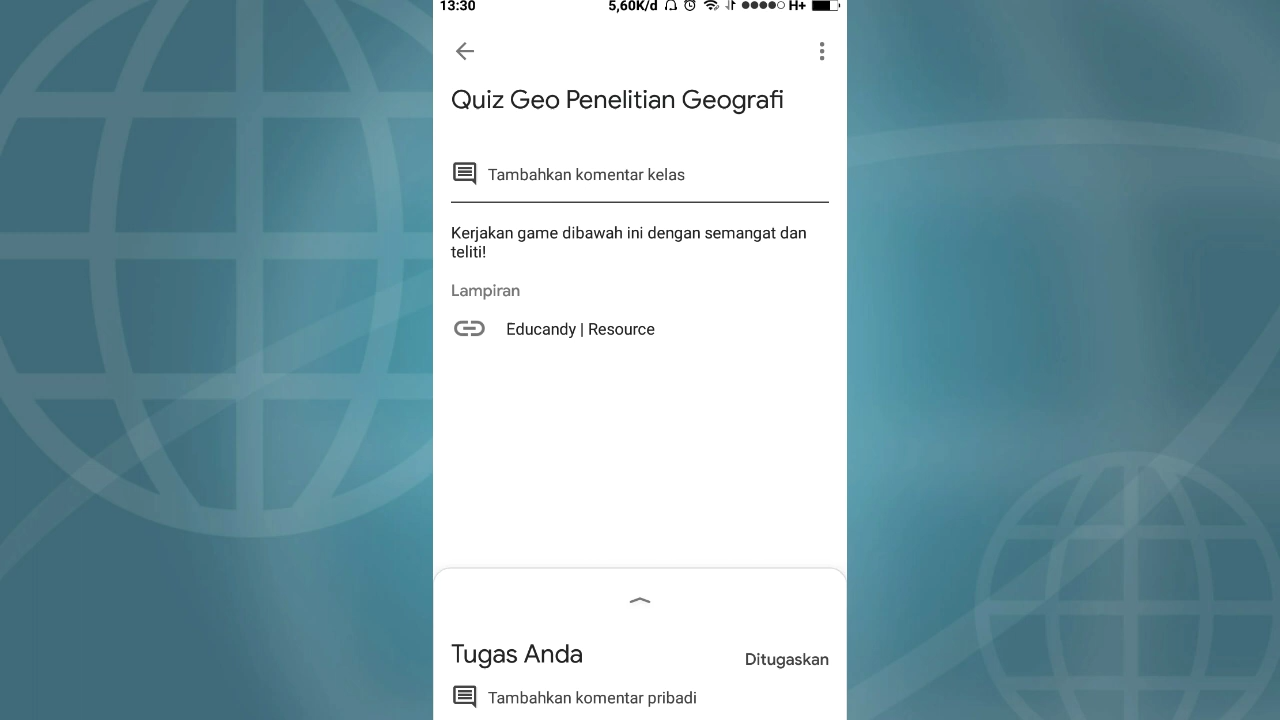 13:30 5,60K/d H+
Quiz Geo Penelitian Geografi
Tambahkan komentar kelas
Kerjakan game dibawah ini dengan semangat dan
teliti!
Lampiran
Educandy | Resource
Tugas Anda Ditugaskan
Tambahkan komentar pribadi